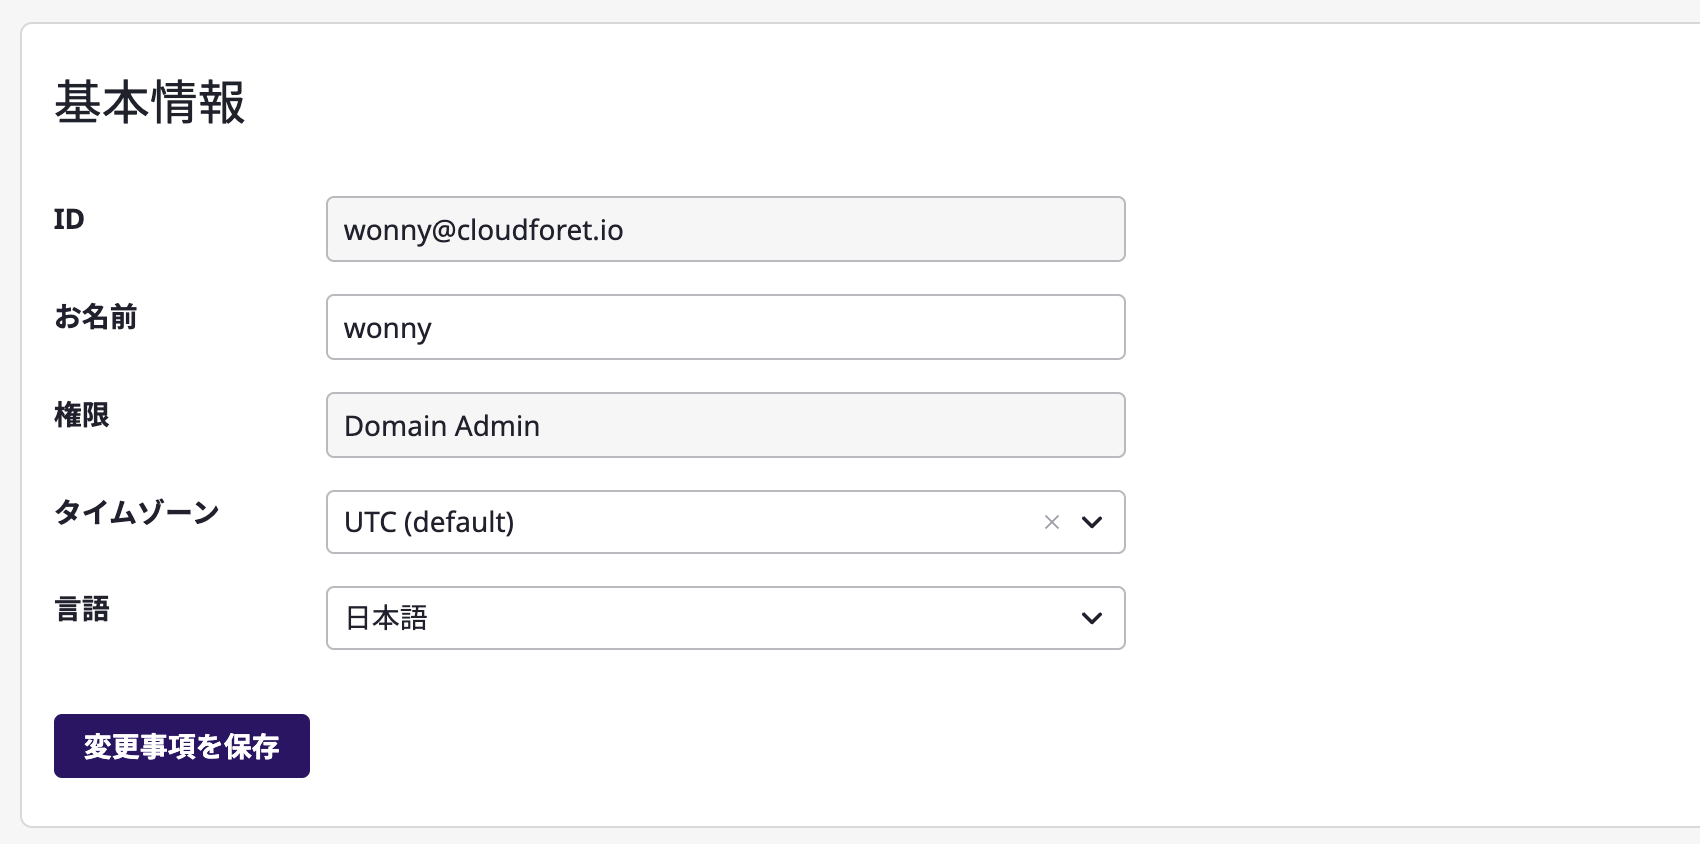 基本情報
ID
wonny@cloudforet.io
お名前
wonny
権限
Domain Admin
タイムゾーン
UTC (default)
言語
日本語
変更事項を保存